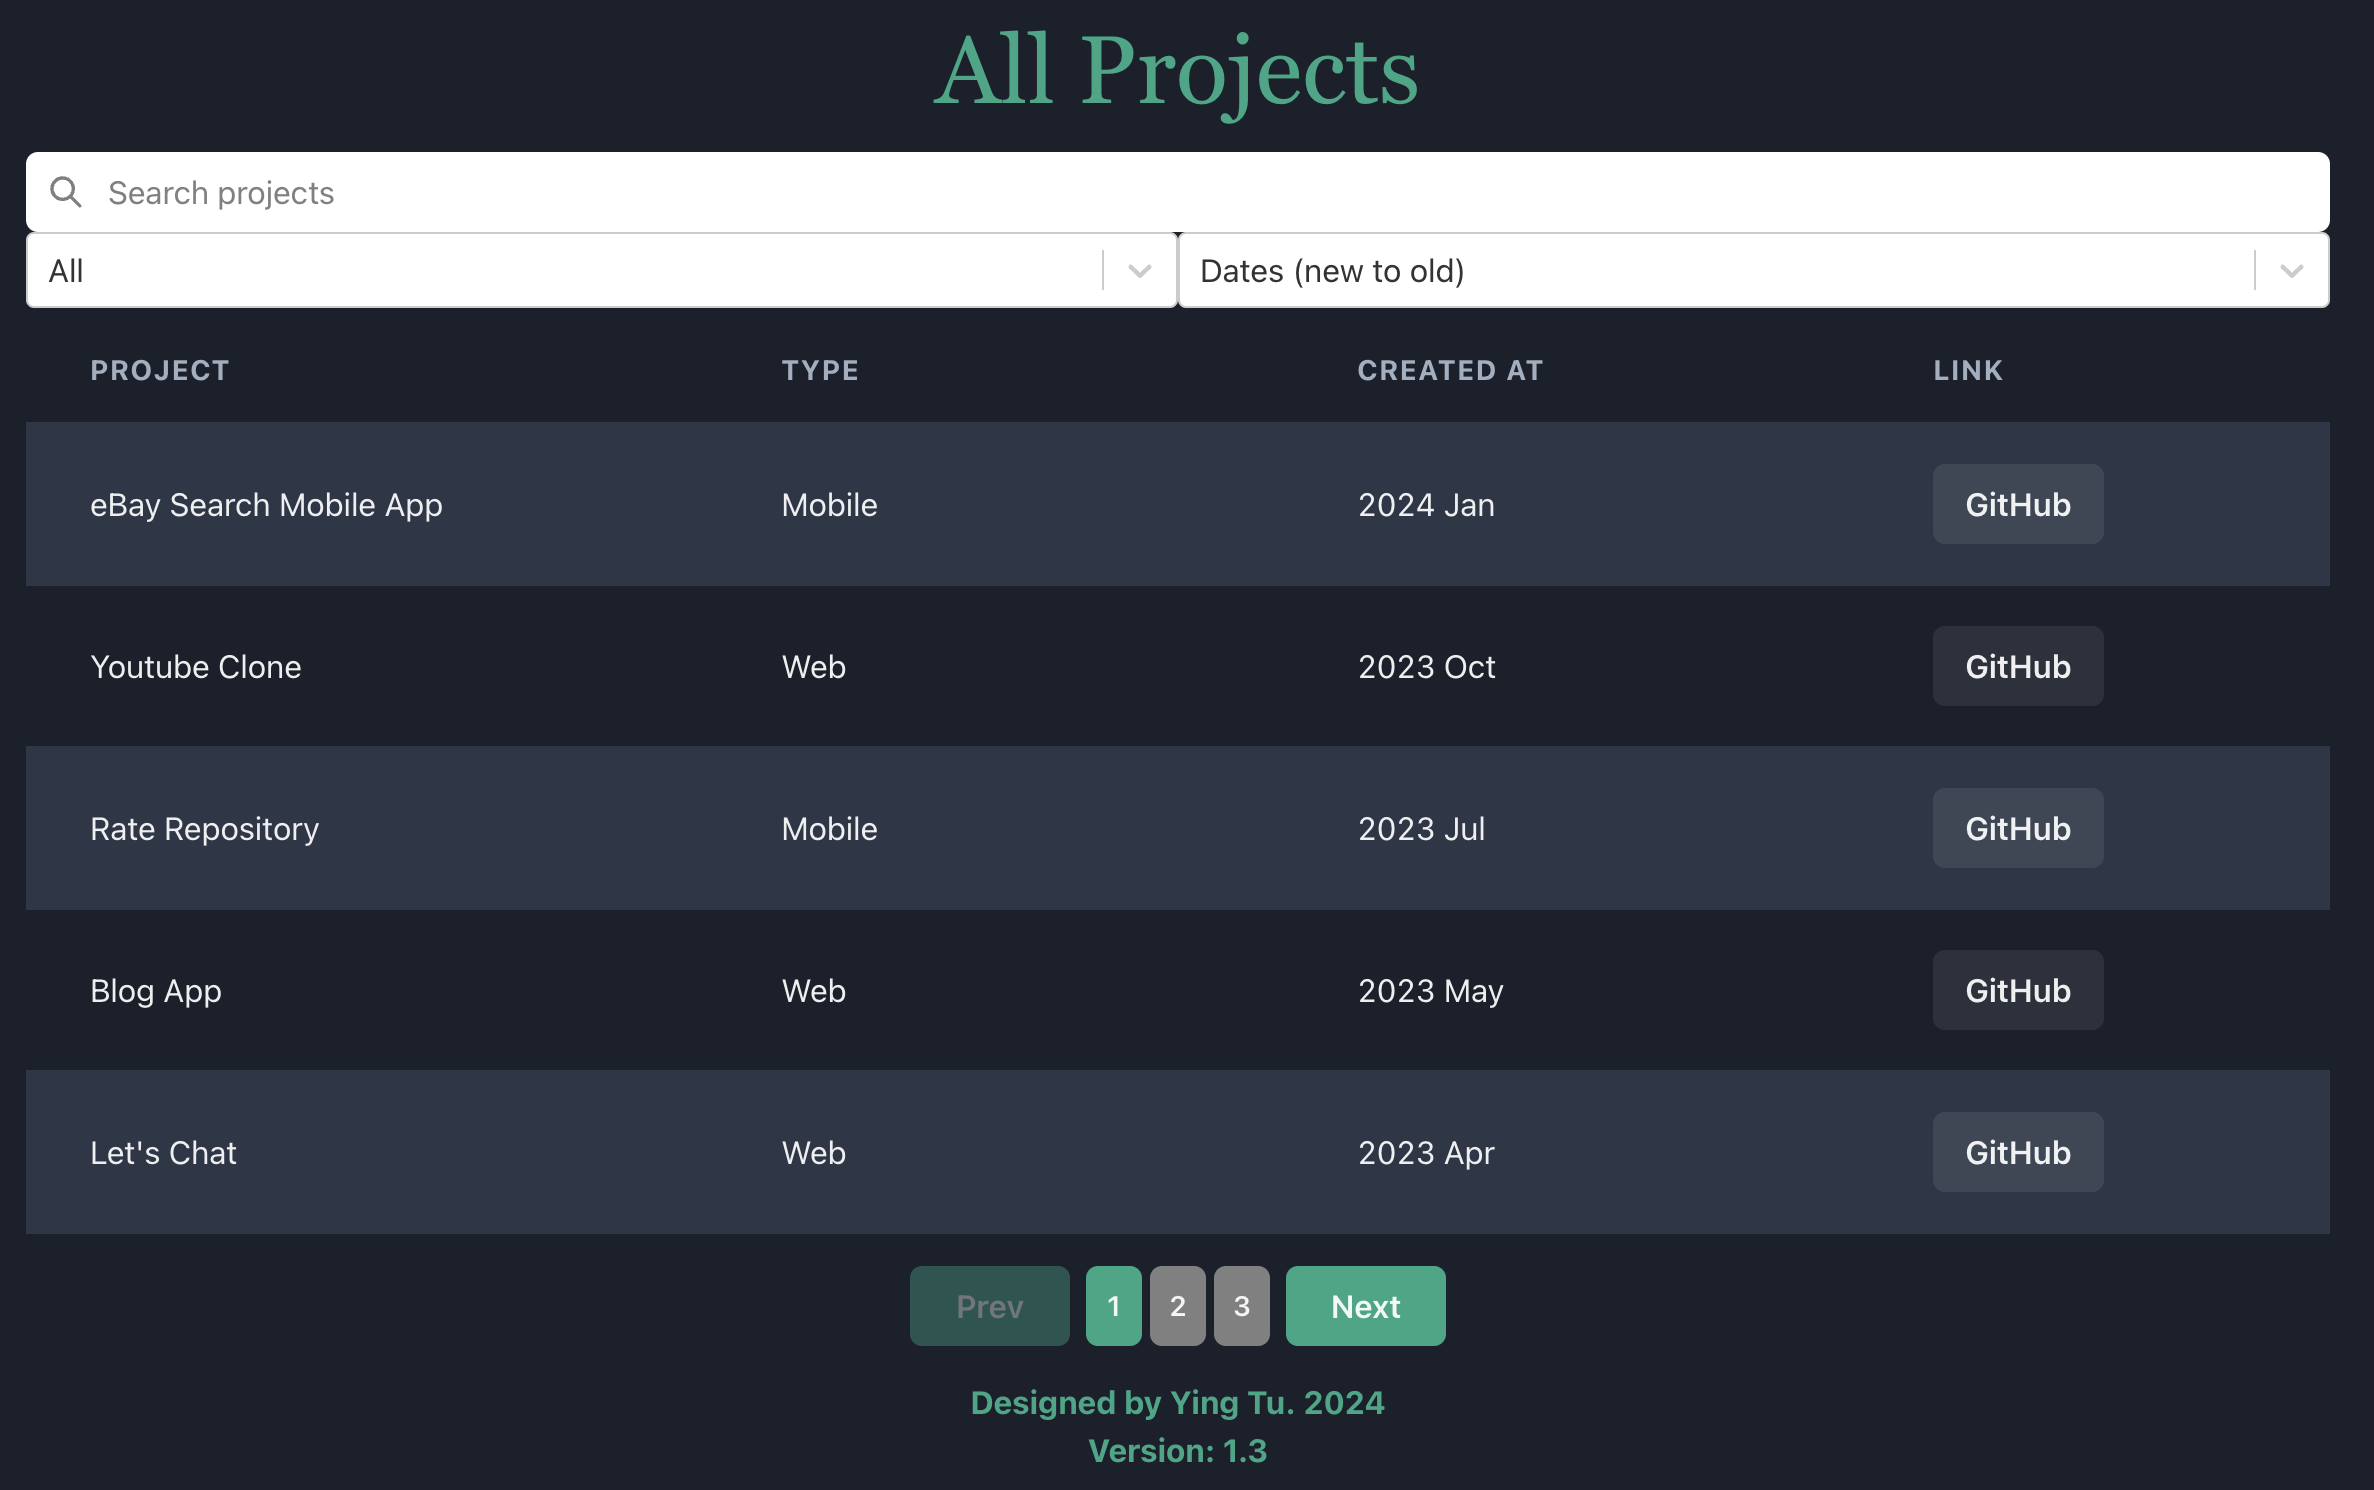 All Projects
Search projects
All
Dates (new to old)
PROJECT TYPE CREATED AT LINK
eBay Search Mobile App Mobile 2024 Jan GitHub
Youtube Clone Web 2023 Oct GitHub
Rate Repository Mobile 2023 Jul GitHub
Blog App Web 2023 May GitHub
Let's Chat Web 2023 Apr GitHub
Prev 1 2 3 Next
Designed by Ying Tu. 2024
Version: 1.3